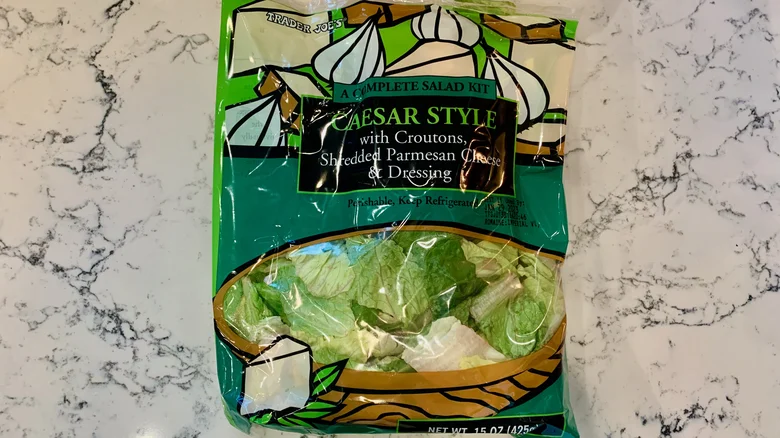 TRADER JOE'S
A COMPLETE SALAD KIT
CAESAR STYLE
with Croutons,
Shredded Parmesan Cheese
& Dressing
Perishable, Keep Refrigerated
NET WT. 15 OZ (425g)